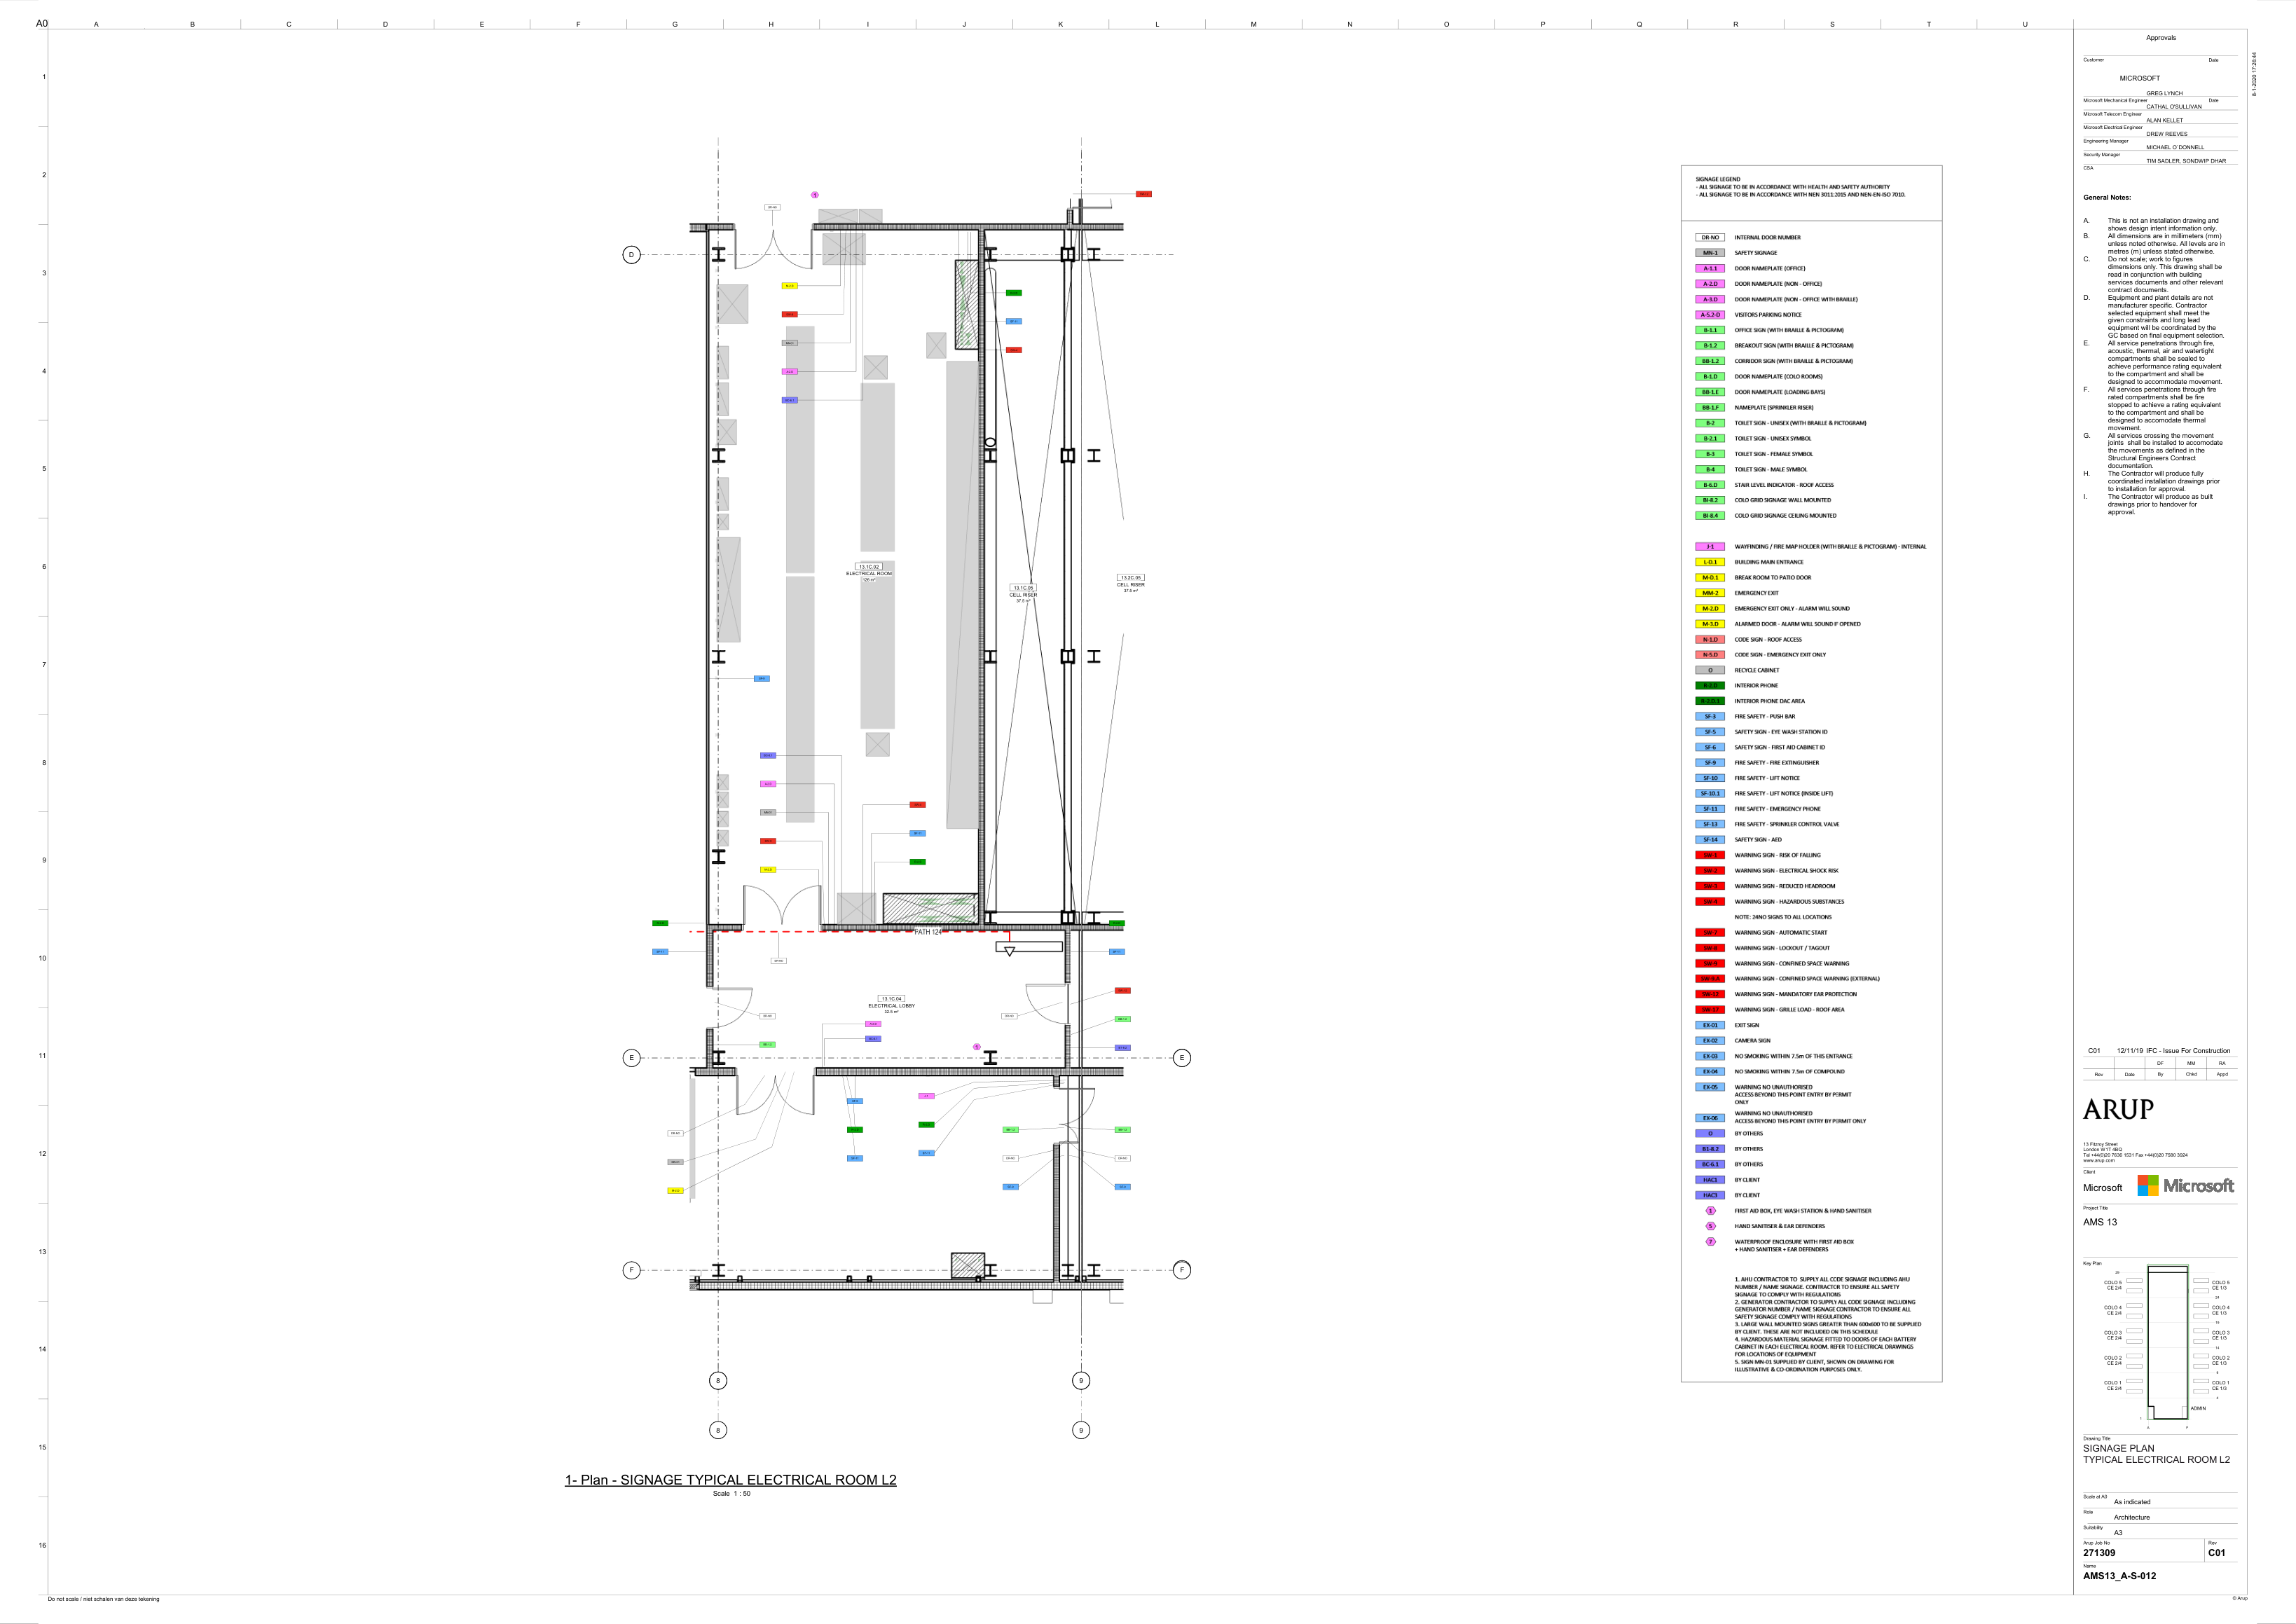 A0
A B C D E F G H I J K L M N O P Q R S T U
1
2
3
4
5
6
7
8
9
10
11
12
13
14
15
16
D
E
E
F
F
8
9
8
9
1
DR-NO
13.1C.02
ELECTRICAL ROOM
126 m²
13.1C.05
CELL RISER
37.5 m²
13.2C.05
CELL RISER
37.5 m²
PATH 124
13.1C.04
ELECTRICAL LOBBY
32.5 m²
5
1- Plan - SIGNAGE TYPICAL ELECTRICAL ROOM L2
Scale 1 : 50
SIGNAGE LEGEND
- ALL SIGNAGE TO BE IN ACCORDANCE WITH HEALTH AND SAFETY AUTHORITY
- ALL SIGNAGE TO BE IN ACCORDANCE WITH NEN 3011:2015 AND NEN-EN-ISO 7010.
DR-NO INTERNAL DOOR NUMBER
MN-1 SAFETY SIGNAGE
A-1.1 DOOR NAMEPLATE (OFFICE)
A-2.D DOOR NAMEPLATE (NON - OFFICE)
A-3.D DOOR NAMEPLATE (NON - OFFICE WITH BRAILLE)
A-5.2-D VISITORS PARKING NOTICE
B-1.1 OFFICE SIGN (WITH BRAILLE & PICTOGRAM)
B-1.2 BREAKOUT SIGN (WITH BRAILLE & PICTOGRAM)
BB-1.2 CORRIDOR SIGN (WITH BRAILLE & PICTOGRAM)
B-1.D DOOR NAMEPLATE (COLO ROOMS)
BB-1.E DOOR NAMEPLATE (LOADING BAYS)
BB-1.F NAMEPLATE (SPRINKLER RISER)
B-2 TOILET SIGN - UNISEX (WITH BRAILLE & PICTOGRAM)
B-2.1 TOILET SIGN - UNISEX SYMBOL
B-3 TOILET SIGN - FEMALE SYMBOL
B-4 TOILET SIGN - MALE SYMBOL
B-6.D STAIR LEVEL INDICATOR - ROOF ACCESS
BI-8.2 COLO GRID SIGNAGE WALL MOUNTED
BI-8.4 COLO GRID SIGNAGE CEILING MOUNTED
J-1 WAYFINDING / FIRE MAP HOLDER (WITH BRAILLE & PICTOGRAM) - INTERNAL
L-D.1 BUILDING MAIN ENTRANCE
M-D.1 BREAK ROOM TO PATIO DOOR
MM-2 EMERGENCY EXIT
M-2.D EMERGENCY EXIT ONLY - ALARM WILL SOUND
M-3.D ALARMED DOOR - ALARM WILL SOUND IF OPENED
N-1.D CODE SIGN - ROOF ACCESS
N-5.D CODE SIGN - EMERGENCY EXIT ONLY
O RECYCLE CABINET
INTERIOR PHONE
INTERIOR PHONE DAC AREA
SF-3 FIRE SAFETY - PUSH BAR
SF-5 SAFETY SIGN - EYE WASH STATION ID
SF-6 SAFETY SIGN - FIRST AID CABINET ID
SF-9 FIRE SAFETY - FIRE EXTINGUISHER
SF-10 FIRE SAFETY - LIFT NOTICE
SF-10.1 FIRE SAFETY - LIFT NOTICE (INSIDE LIFT)
SF-11 FIRE SAFETY - EMERGENCY PHONE
SF-13 FIRE SAFETY - SPRINKLER CONTROL VALVE
SF-14 SAFETY SIGN - AED
SW-1 WARNING SIGN - RISK OF FALLING
SW-2 WARNING SIGN - ELECTRICAL SHOCK RISK
SW-3 WARNING SIGN - REDUCED HEADROOM
SW-4 WARNING SIGN - HAZARDOUS SUBSTANCES
NOTE: 24NO SIGNS TO ALL LOCATIONS
SW-7 WARNING SIGN - AUTOMATIC START
SW-8 WARNING SIGN - LOCKOUT / TAGOUT
SW-9 WARNING SIGN - CONFINED SPACE WARNING
WARNING SIGN - CONFINED SPACE WARNING (EXTERNAL)
SW-12 WARNING SIGN - MANDATORY EAR PROTECTION
WARNING SIGN - GRILLE LOAD - ROOF AREA
EX-01 EXIT SIGN
EX-02 CAMERA SIGN
EX-03 NO SMOKING WITHIN 7.5m OF THIS ENTRANCE
EX-04 NO SMOKING WITHIN 7.5m OF COMPOUND
EX-05 WARNING NO UNAUTHORISED
ACCESS BEYOND THIS POINT ENTRY BY PERMIT
ONLY
EX-06 WARNING NO UNAUTHORISED
ACCESS BEYOND THIS POINT ENTRY BY PERMIT ONLY
O BY OTHERS
B1-8.2 BY OTHERS
BC-6.1 BY OTHERS
HAC1 BY CLIENT
HAC3 BY CLIENT
1 FIRST AID BOX, EYE WASH STATION & HAND SANITISER
5 HAND SANITISER & EAR DEFENDERS
7 WATERPROOF ENCLOSURE WITH FIRST AID BOX
+ HAND SANITISER + EAR DEFENDERS
1. AHU CONTRACTOR TO SUPPLY ALL CODE SIGNAGE INCLUDING AHU
NUMBER / NAME SIGNAGE. CONTRACTOR TO ENSURE ALL SAFETY
SIGNAGE TO COMPLY WITH REGULATIONS
2. GENERATOR CONTRACTOR TO SUPPLY ALL CODE SIGNAGE INCLUDING
GENERATOR NUMBER / NAME SIGNAGE CONTRACTOR TO ENSURE ALL
SAFETY SIGNAGE COMPLY WITH REGULATIONS
3. LARGE WALL MOUNTED SIGNS GREATER THAN 600x600 TO BE SUPPLIED
BY CLIENT. THESE ARE NOT INCLUDED ON THIS SCHEDULE
4. HAZARDOUS MATERIAL SIGNAGE FITTED TO DOORS OF EACH BATTERY
CABINET IN EACH ELECTRICAL ROOM. REFER TO ELECTRICAL DRAWINGS
FOR LOCATIONS OF EQUIPMENT
5. SIGN MN-01 SUPPLIED BY CLIENT, SHOWN ON DRAWING FOR
ILLUSTRATIVE & CO-ORDINATION PURPOSES ONLY.
Approvals
Customer Date
MICROSOFT
GREG LYNCH
Microsoft Mechanical Engineer Date
CATHAL O'SULLIVAN
Microsoft Telecom Engineer
ALAN KELLET
Microsoft Electrical Engineer
DREW REEVES
Engineering Manager
MICHAEL O`DONNELL
Security Manager
TIM SADLER, SONDWIP DHAR
CSA
8-1-2020 17:26:44
General Notes:
A. This is not an installation drawing and
shows design intent information only.
B. All dimensions are in millimeters (mm)
unless noted otherwise. All levels are in
metres (m) unless stated otherwise.
C. Do not scale; work to figures
dimensions only. This drawing shall be
read in conjunction with building
services documents and other relevant
contract documents.
D. Equipment and plant details are not
manufacturer specific. Contractor
selected equipment shall meet the
given constraints and long lead
equipment will be coordinated by the
GC based on final equipment selection.
E. All service penetrations through fire,
acoustic, thermal, air and watertight
compartments shall be sealed to
achieve performance rating equivalent
to the compartment and shall be
designed to accommodate movement.
F. All services penetrations through fire
rated compartments shall be fire
stopped to achieve a rating equivalent
to the compartment and shall be
designed to accomodate thermal
movement.
G. All services crossing the movement
joints shall be installed to accomodate
the movements as defined in the
Structural Engineers Contract
documentation.
H. The Contractor will produce fully
coordinated installation drawings prior
to installation for approval.
I. The Contractor will produce as built
drawings prior to handover for
approval.
C01 12/11/19 IFC - Issue For Construction
DF MM RA
Rev Date By Chkd Appd
ARUP
13 Fitzroy Street
London W1T 4BQ
Tel +44(0)20 7636 1531 Fax +44(0)20 7580 3924
www.arup.com
Client
Microsoft Microsoft
Project Title
AMS 13
Key Plan
COLO 5
CE 2/4
COLO 5
CE 1/3
COLO 4
CE 2/4
COLO 4
CE 1/3
COLO 3
CE 2/4
COLO 3
CE 1/3
COLO 2
CE 2/4
COLO 2
CE 1/3
COLO 1
CE 2/4
COLO 1
CE 1/3
ADMIN
Drawing Title
SIGNAGE PLAN
TYPICAL ELECTRICAL ROOM L2
Scale at A0
As indicated
Role
Architecture
Suitability
A3
Arup Job No Rev
271309 C01
Name
AMS13_A-S-012
Do not scale / niet schalen van deze tekening
© Arup